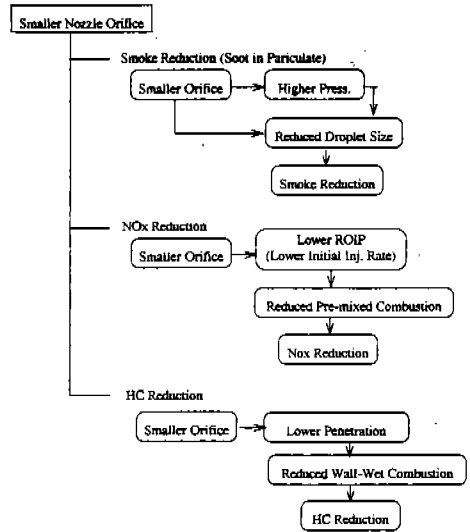 Smaller Nozzle Orifice
Smoke Reduction (Soot in Pariculate)
Smaller Orifice
Higher Press.
Reduced Droplet Size
Smoke Reduction
NOx Reduction
Smaller Orifice
Lower ROIP
(Lower Initial Inj. Rate)
Reduced Pre-mixed Combustion
Nox Reduction
HC Reduction
Smaller Orifice
Lower Penetration
Reduced Wall-Wet Combustion
HC Reduction